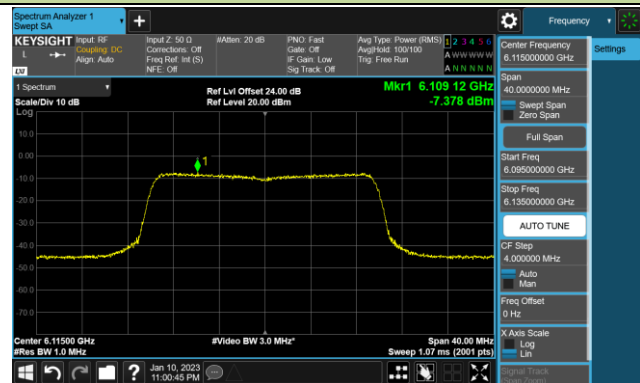 Spectrum Analyzer 1
Swept SA
Frequency
KEYSIGHT
L
LXI
Input: RF
Coupling: DC
Align: Auto
Input Z: 50 Ω
Corrections: Off
Freq Ref: Int (S)
NFE: Off
#Atten: 20 dB
PNO: Fast
Gate: Off
IF Gain: Low
Sig Track: Off
Avg Type: Power (RMS)
Avg|Hold: 100/100
Trig: Free Run
1 2 3 4 5 6
A W W W W W
A N N N N N
Center Frequency
6.115000000 GHz
Settings
Span
40.0000000 MHz
Swept Span
Zero Span
Full Span
Start Freq
6.095000000 GHz
Stop Freq
6.135000000 GHz
AUTO TUNE
CF Step
4.000000 MHz
Auto
Man
Freq Offset
0 Hz
X Axis Scale
Log
Lin
Signal Track
(Span Zoom)
1 Spectrum
Scale/Div 10 dB
Log
Ref Lvl Offset 24.00 dB
Ref Level 20.00 dBm
Mkr1 6.109 12 GHz
-7.378 dBm
10.0
0.00
-10.0
-20.0
-30.0
-40.0
-50.0
-60.0
-70.0
1
Center 6.11500 GHz
#Res BW 1.0 MHz
#Video BW 3.0 MHz*
Span 40.00 MHz
Sweep 1.07 ms (2001 pts)
?
Jan 10, 2023
11:00:45 PM